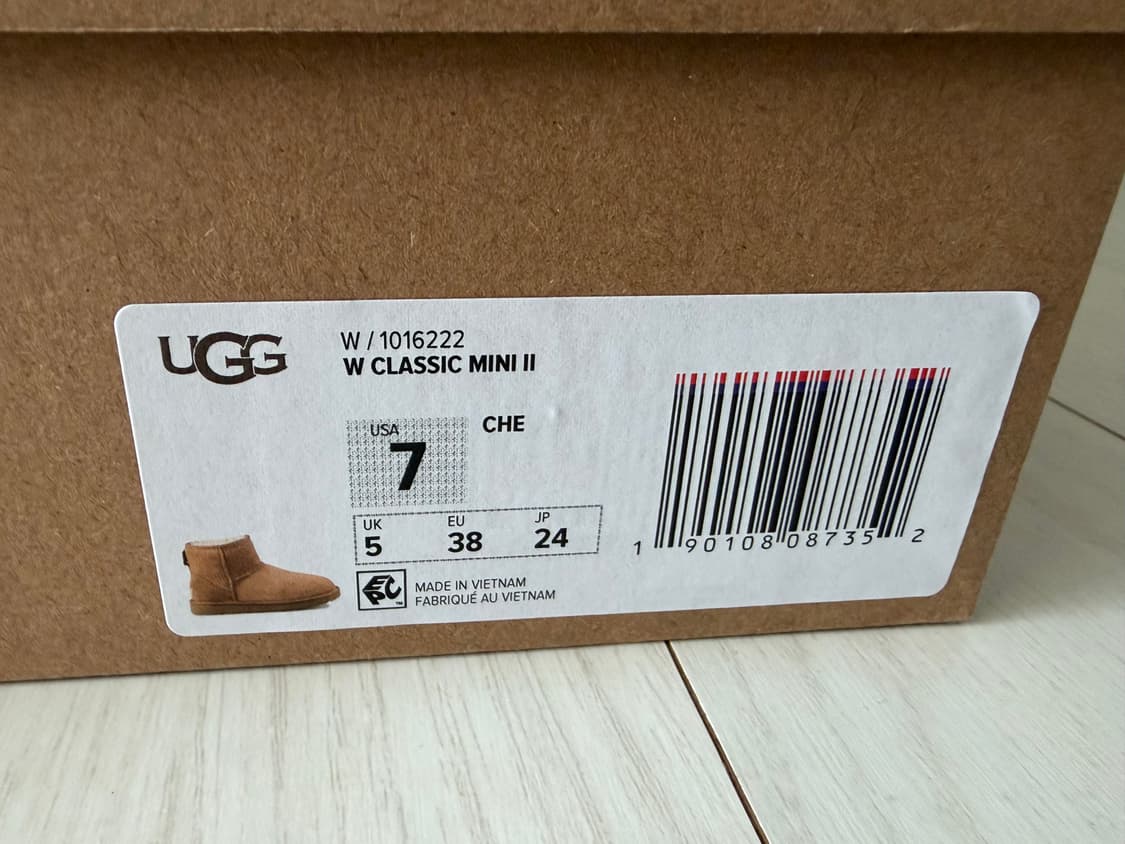 UGG
W / 1016222
W CLASSIC MINI II
USA
7
CHE
UK EU JP
5 38 24
EPC™
MADE IN VIETNAM
FABRIQUÉ AU VIETNAM
1 90108 08735 2